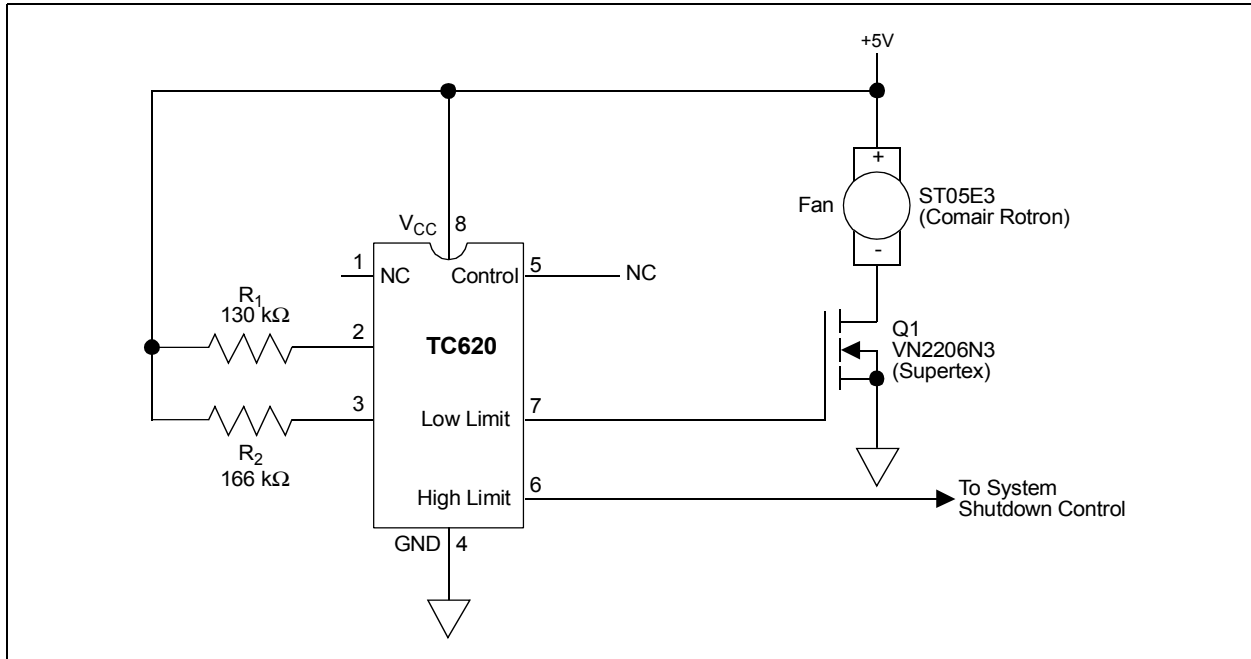 +5V
+
Fan
ST05E3
(Comair Rotron)
-
VCC
8
1
NC
Control
5
NC
R1
130 kΩ
2
TC620
Q1
VN2206N3
(Supertex)
3
Low Limit
7
R2
166 kΩ
High Limit
6
To System
Shutdown Control
GND
4